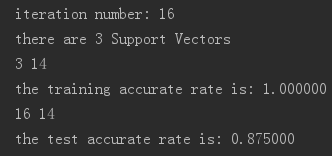 iteration number: 16
there are 3 Support Vectors
3 14
the training accurate rate is: 1.000000
16 14
the test accurate rate is: 0.875000